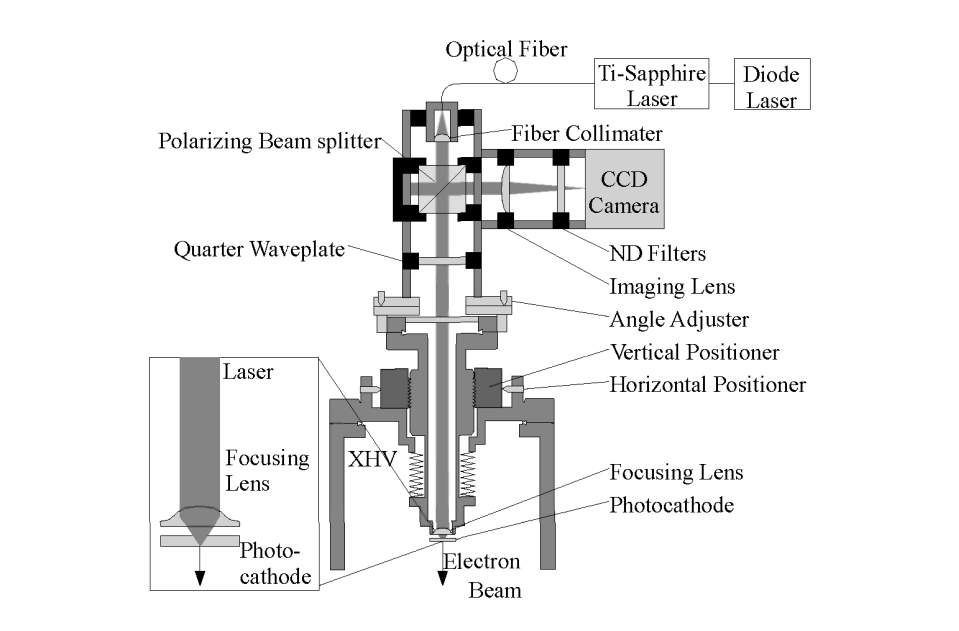 Optical Fiber
Ti-Sapphire
Laser
Diode
Laser
Fiber Collimater
Polarizing Beam splitter
CCD
Camera
Quarter Waveplate
ND Filters
Imaging Lens
Angle Adjuster
Vertical Positioner
Horizontal Positioner
Laser
XHV
Focusing
Lens
Focusing Lens
Photocathode
Photo-
cathode
Electron
Beam